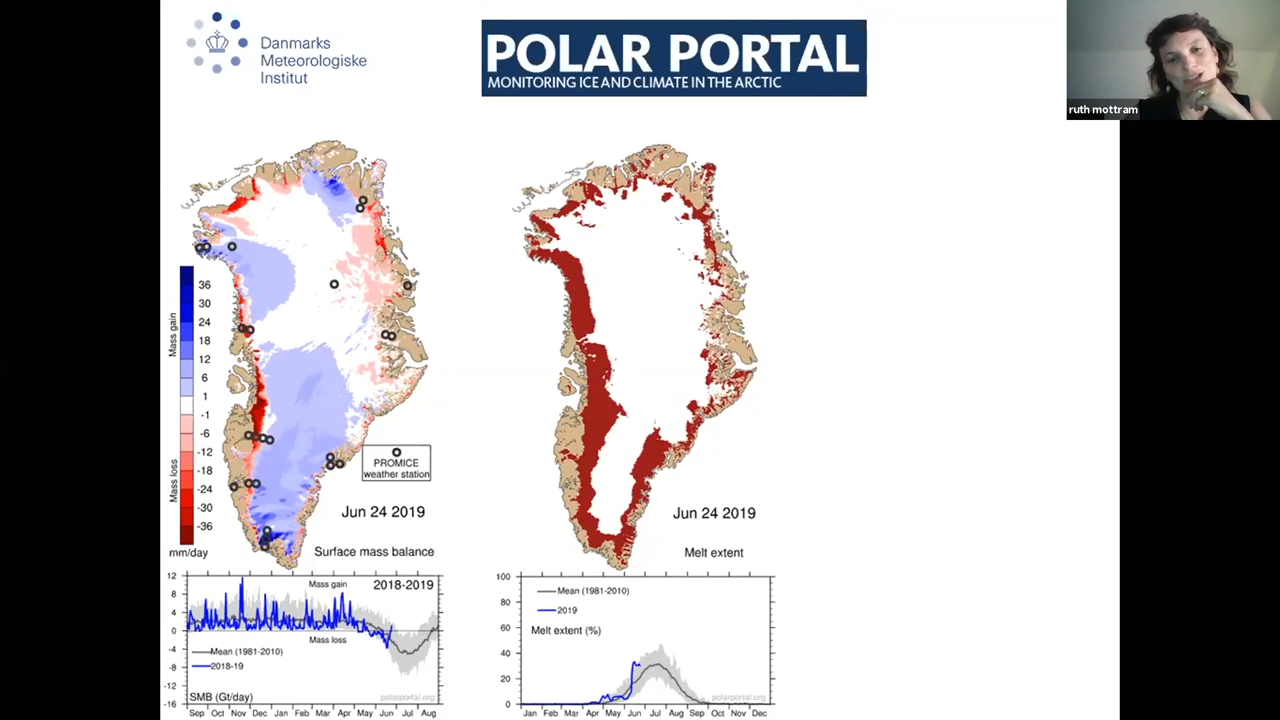 Danmarks
Meteorologiske
Institut
POLAR PORTAL
MONITORING ICE AND CLIMATE IN THE ARCTIC
ruth mottram
Mass gain
Mass loss
36
30
24
18
12
6
1
-1
-6
-12
-18
-24
-30
-36
mm/day
PROMICE
weather station
Jun 24 2019
Surface mass balance
Jun 24 2019
Melt extent
12
8
4
0
-4
-8
-12
-16
Mass gain
2018-2019
Mass loss
Mean (1981-2010)
2018-19
SMB (Gt/day)
polarportal.org
Sep Oct Nov Dec Jan Feb Mar Apr May Jun Jul Aug
100
80
60
40
20
0
Mean (1981-2010)
2019
Melt extent (%)
polarportal.org
Jan Feb Mar Apr May Jun Jul Aug Sep Oct Nov Dec